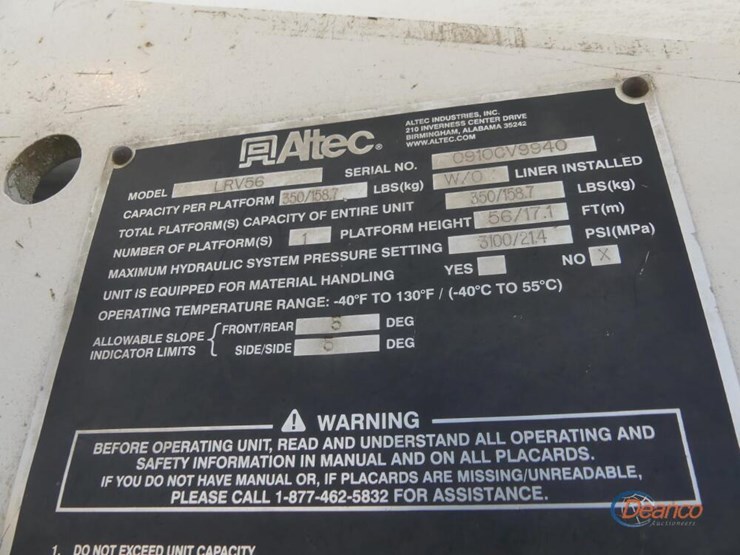 Altec®
ALTEC INDUSTRIES, INC.
210 INVERNESS CENTER DRIVE
BIRMINGHAM, ALABAMA 35242
WWW.ALTEC.COM
MODEL LRV56 SERIAL NO. 0910CV9940
CAPACITY PER PLATFORM 350/158.7 LBS(kg) W/O LINER INSTALLED
TOTAL PLATFORM(S) CAPACITY OF ENTIRE UNIT 350/158.7 LBS(kg)
NUMBER OF PLATFORM(S) 1 PLATFORM HEIGHT 56/17.1 FT(m)
MAXIMUM HYDRAULIC SYSTEM PRESSURE SETTING 3100/21.4 PSI(MPa)
UNIT IS EQUIPPED FOR MATERIAL HANDLING YES NO X
OPERATING TEMPERATURE RANGE: -40°F TO 130°F / (-40°C TO 55°C)
ALLOWABLE SLOPE INDICATOR LIMITS
FRONT/REAR 5 DEG
SIDE/SIDE 5 DEG
WARNING
BEFORE OPERATING UNIT, READ AND UNDERSTAND ALL OPERATING AND
SAFETY INFORMATION IN MANUAL AND ON ALL PLACARDS.
IF YOU DO NOT HAVE MANUAL OR, IF PLACARDS ARE MISSING/UNREADABLE,
PLEASE CALL 1-877-462-5832 FOR ASSISTANCE.
1. DO NOT EXCEED UNIT CAPACITY
Deanco
Auctioneers